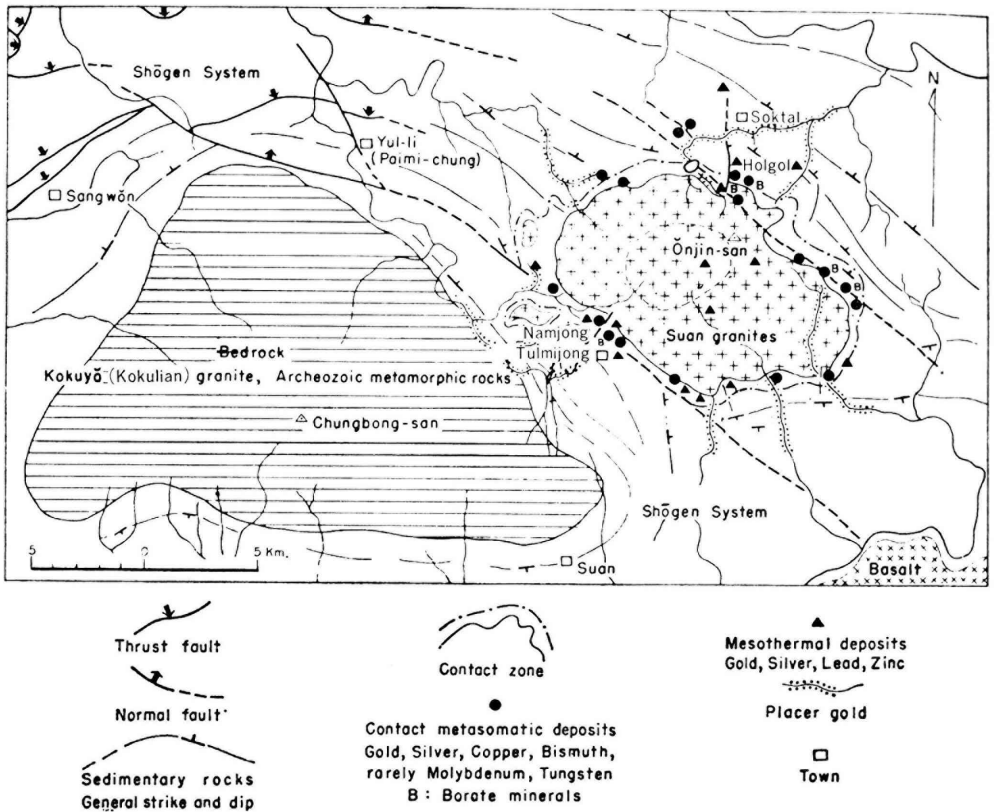 Shōgen System
N
Soktal
Yul-li
(Paimi-chung)
Holgol
B
B
Sangwŏn
Ŏnjin-san
B
B
Namjong
Suan granites
B
Tulmijong
Bedrock
Kokuyŏ-(Kokulian) granite, Archeozoic metamorphic rocks
Chungbong-san
Shōgen System
5 0 5 Km.
Suan
Basalt
Thrust fault
Normal fault
Sedimentary rocks
General strike and dip
Contact zone
Contact metasomatic deposits
Gold, Silver, Copper, Bismuth,
rarely Molybdenum, Tungsten
B : Borate minerals
Mesothermal deposits
Gold, Silver, Lead, Zinc
Placer gold
Town